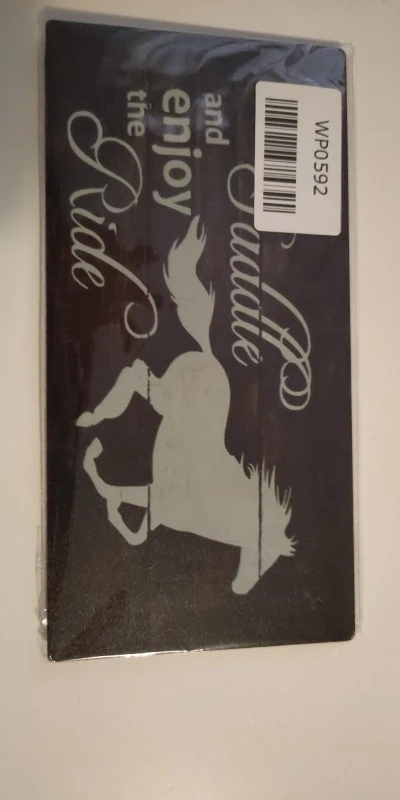 WP0592
Saddle
and
enjoy
the
Ride